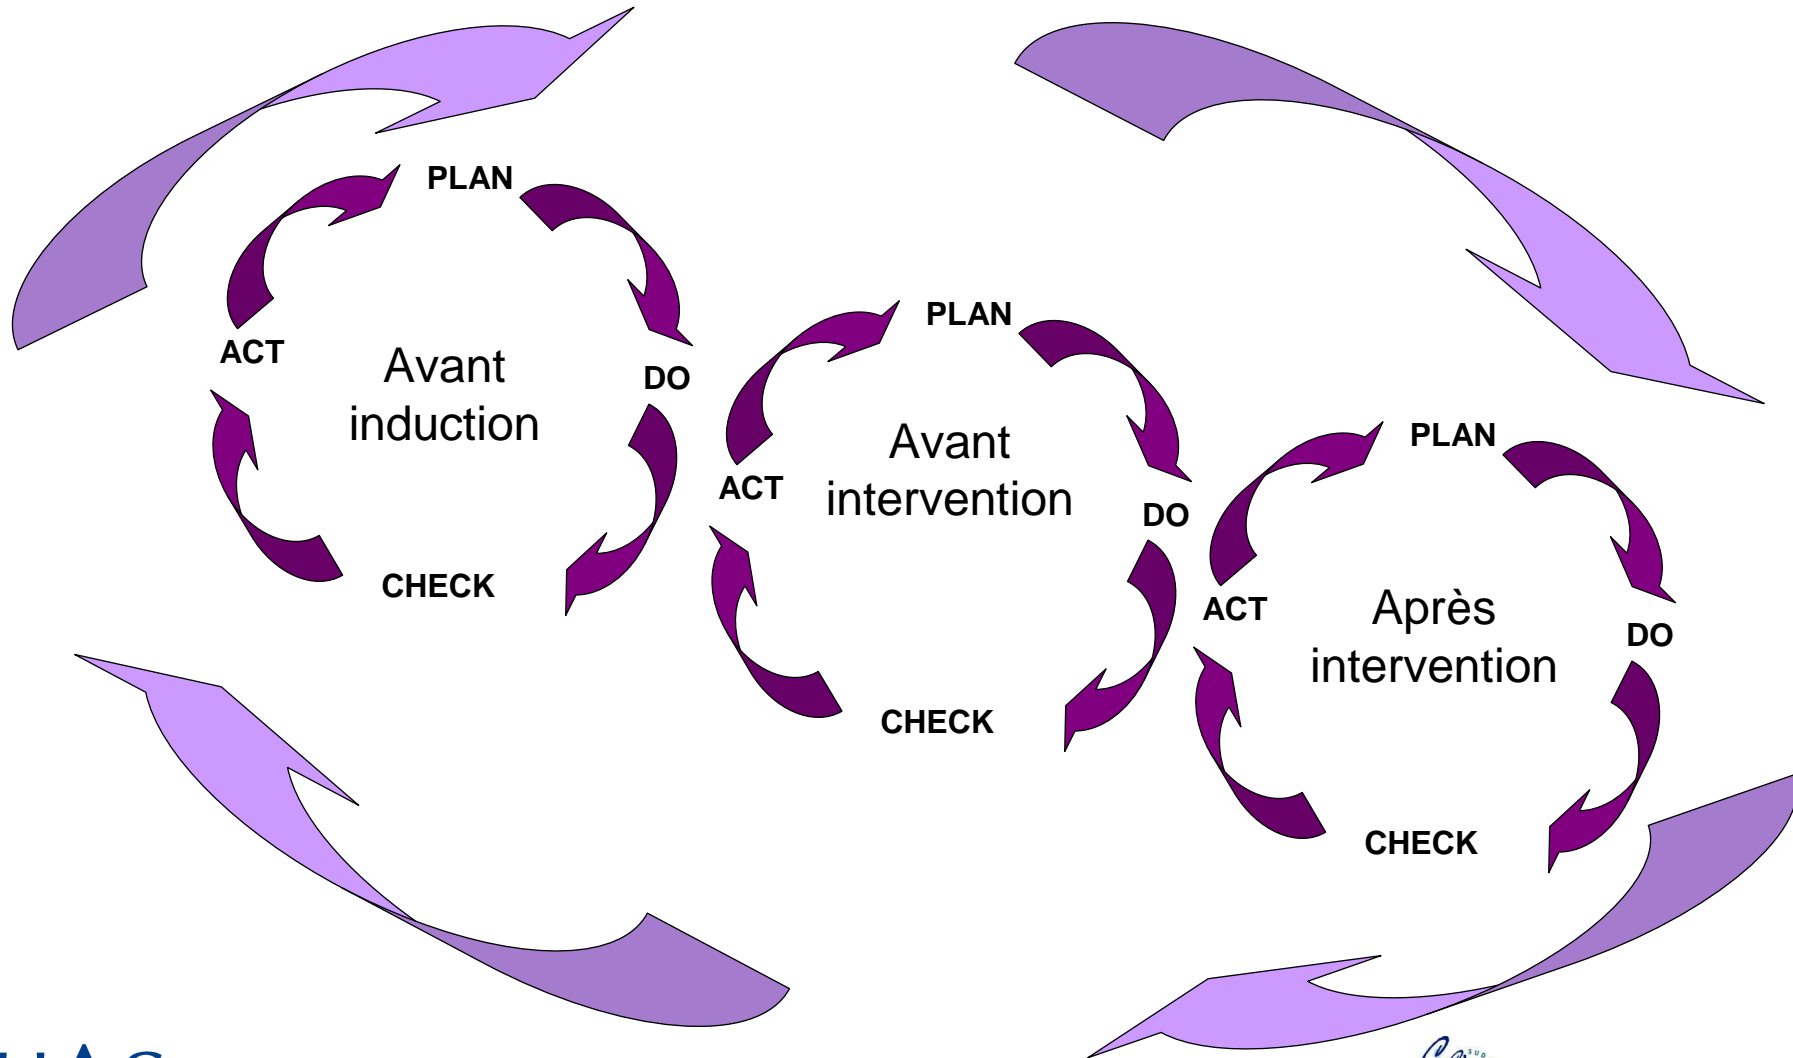 PLAN
ACT
Avant
induction
DO
CHECK
PLAN
ACT
Avant
intervention
DO
CHECK
PLAN
ACT
Après
intervention
DO
CHECK